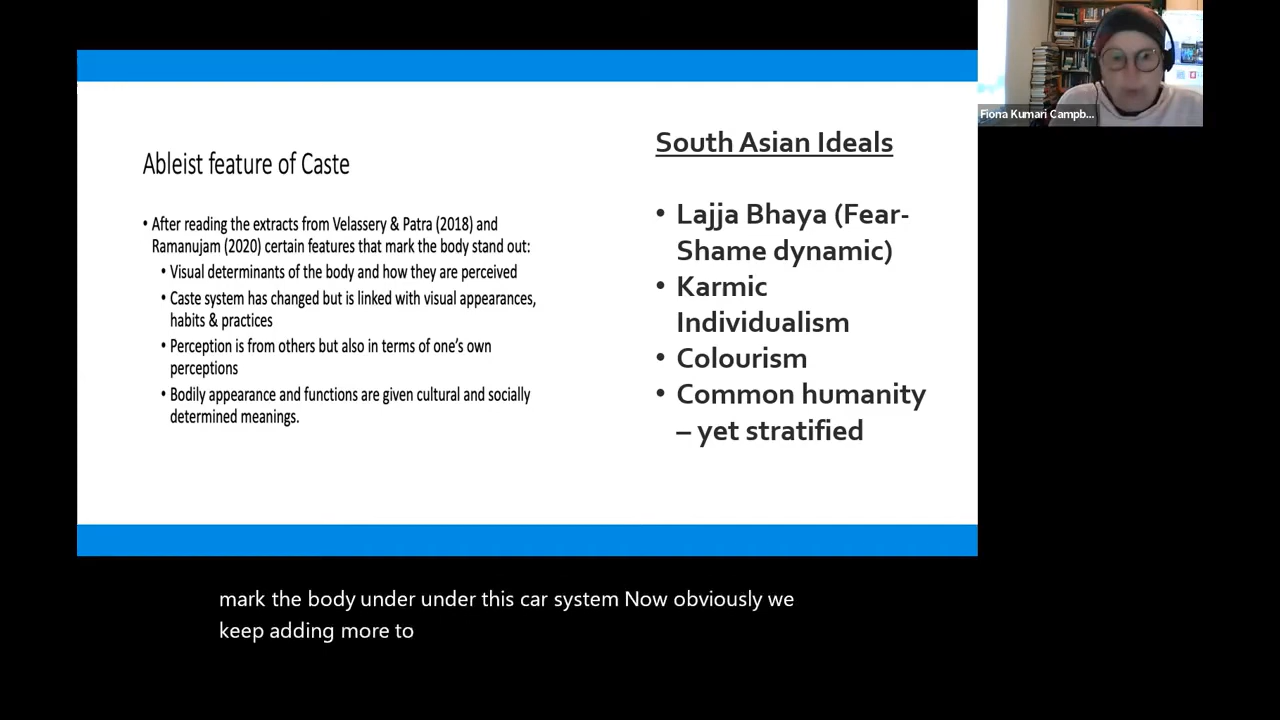 Ableist feature of Caste
• After reading the extracts from Velassery & Patra (2018) and
Ramanujam (2020) certain features that mark the body stand out:
• Visual determinants of the body and how they are perceived
• Caste system has changed but is linked with visual appearances,
habits & practices
• Perception is from others but also in terms of one's own
perceptions
• Bodily appearance and functions are given cultural and socially
determined meanings.
South Asian Ideals
• Lajja Bhaya (Fear-
Shame dynamic)
• Karmic
Individualism
• Colourism
• Common humanity
– yet stratified
Fiona Kumari Campb...
mark the body under under this car system Now obviously we
keep adding more to